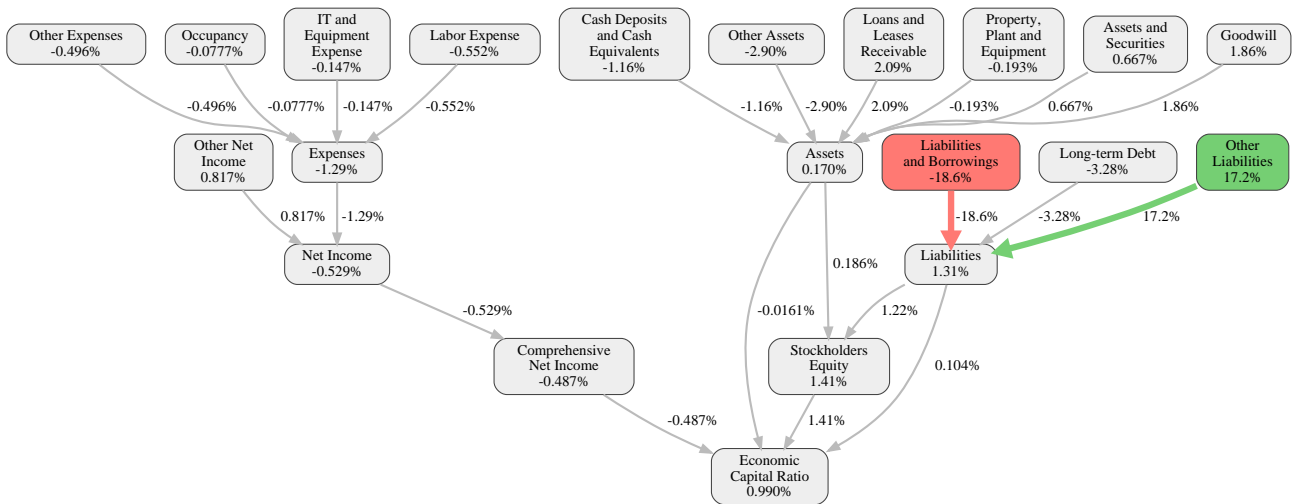 Other Expenses
-0.496%
Occupancy
-0.0777%
IT and
Equipment
Expense
-0.147%
Labor Expense
-0.552%
Cash Deposits
and Cash
Equivalents
-1.16%
Other Assets
-2.90%
Loans and
Leases
Receivable
2.09%
Property,
Plant and
Equipment
-0.193%
Assets and
Securities
0.667%
Goodwill
1.86%
-0.496%
-0.0777%
-0.147%
-0.552%
-1.16%
-2.90%
2.09%
-0.193%
0.667%
1.86%
Other Net
Income
0.817%
Expenses
-1.29%
Assets
0.170%
Liabilities
and Borrowings
-18.6%
Long-term Debt
-3.28%
Other
Liabilities
17.2%
0.817%
-1.29%
-18.6%
-3.28%
17.2%
Net Income
-0.529%
0.186%
Liabilities
1.31%
-0.529%
-0.0161%
1.22%
Comprehensive
Net Income
-0.487%
Stockholders
Equity
1.41%
0.104%
-0.487%
1.41%
Economic
Capital Ratio
0.990%